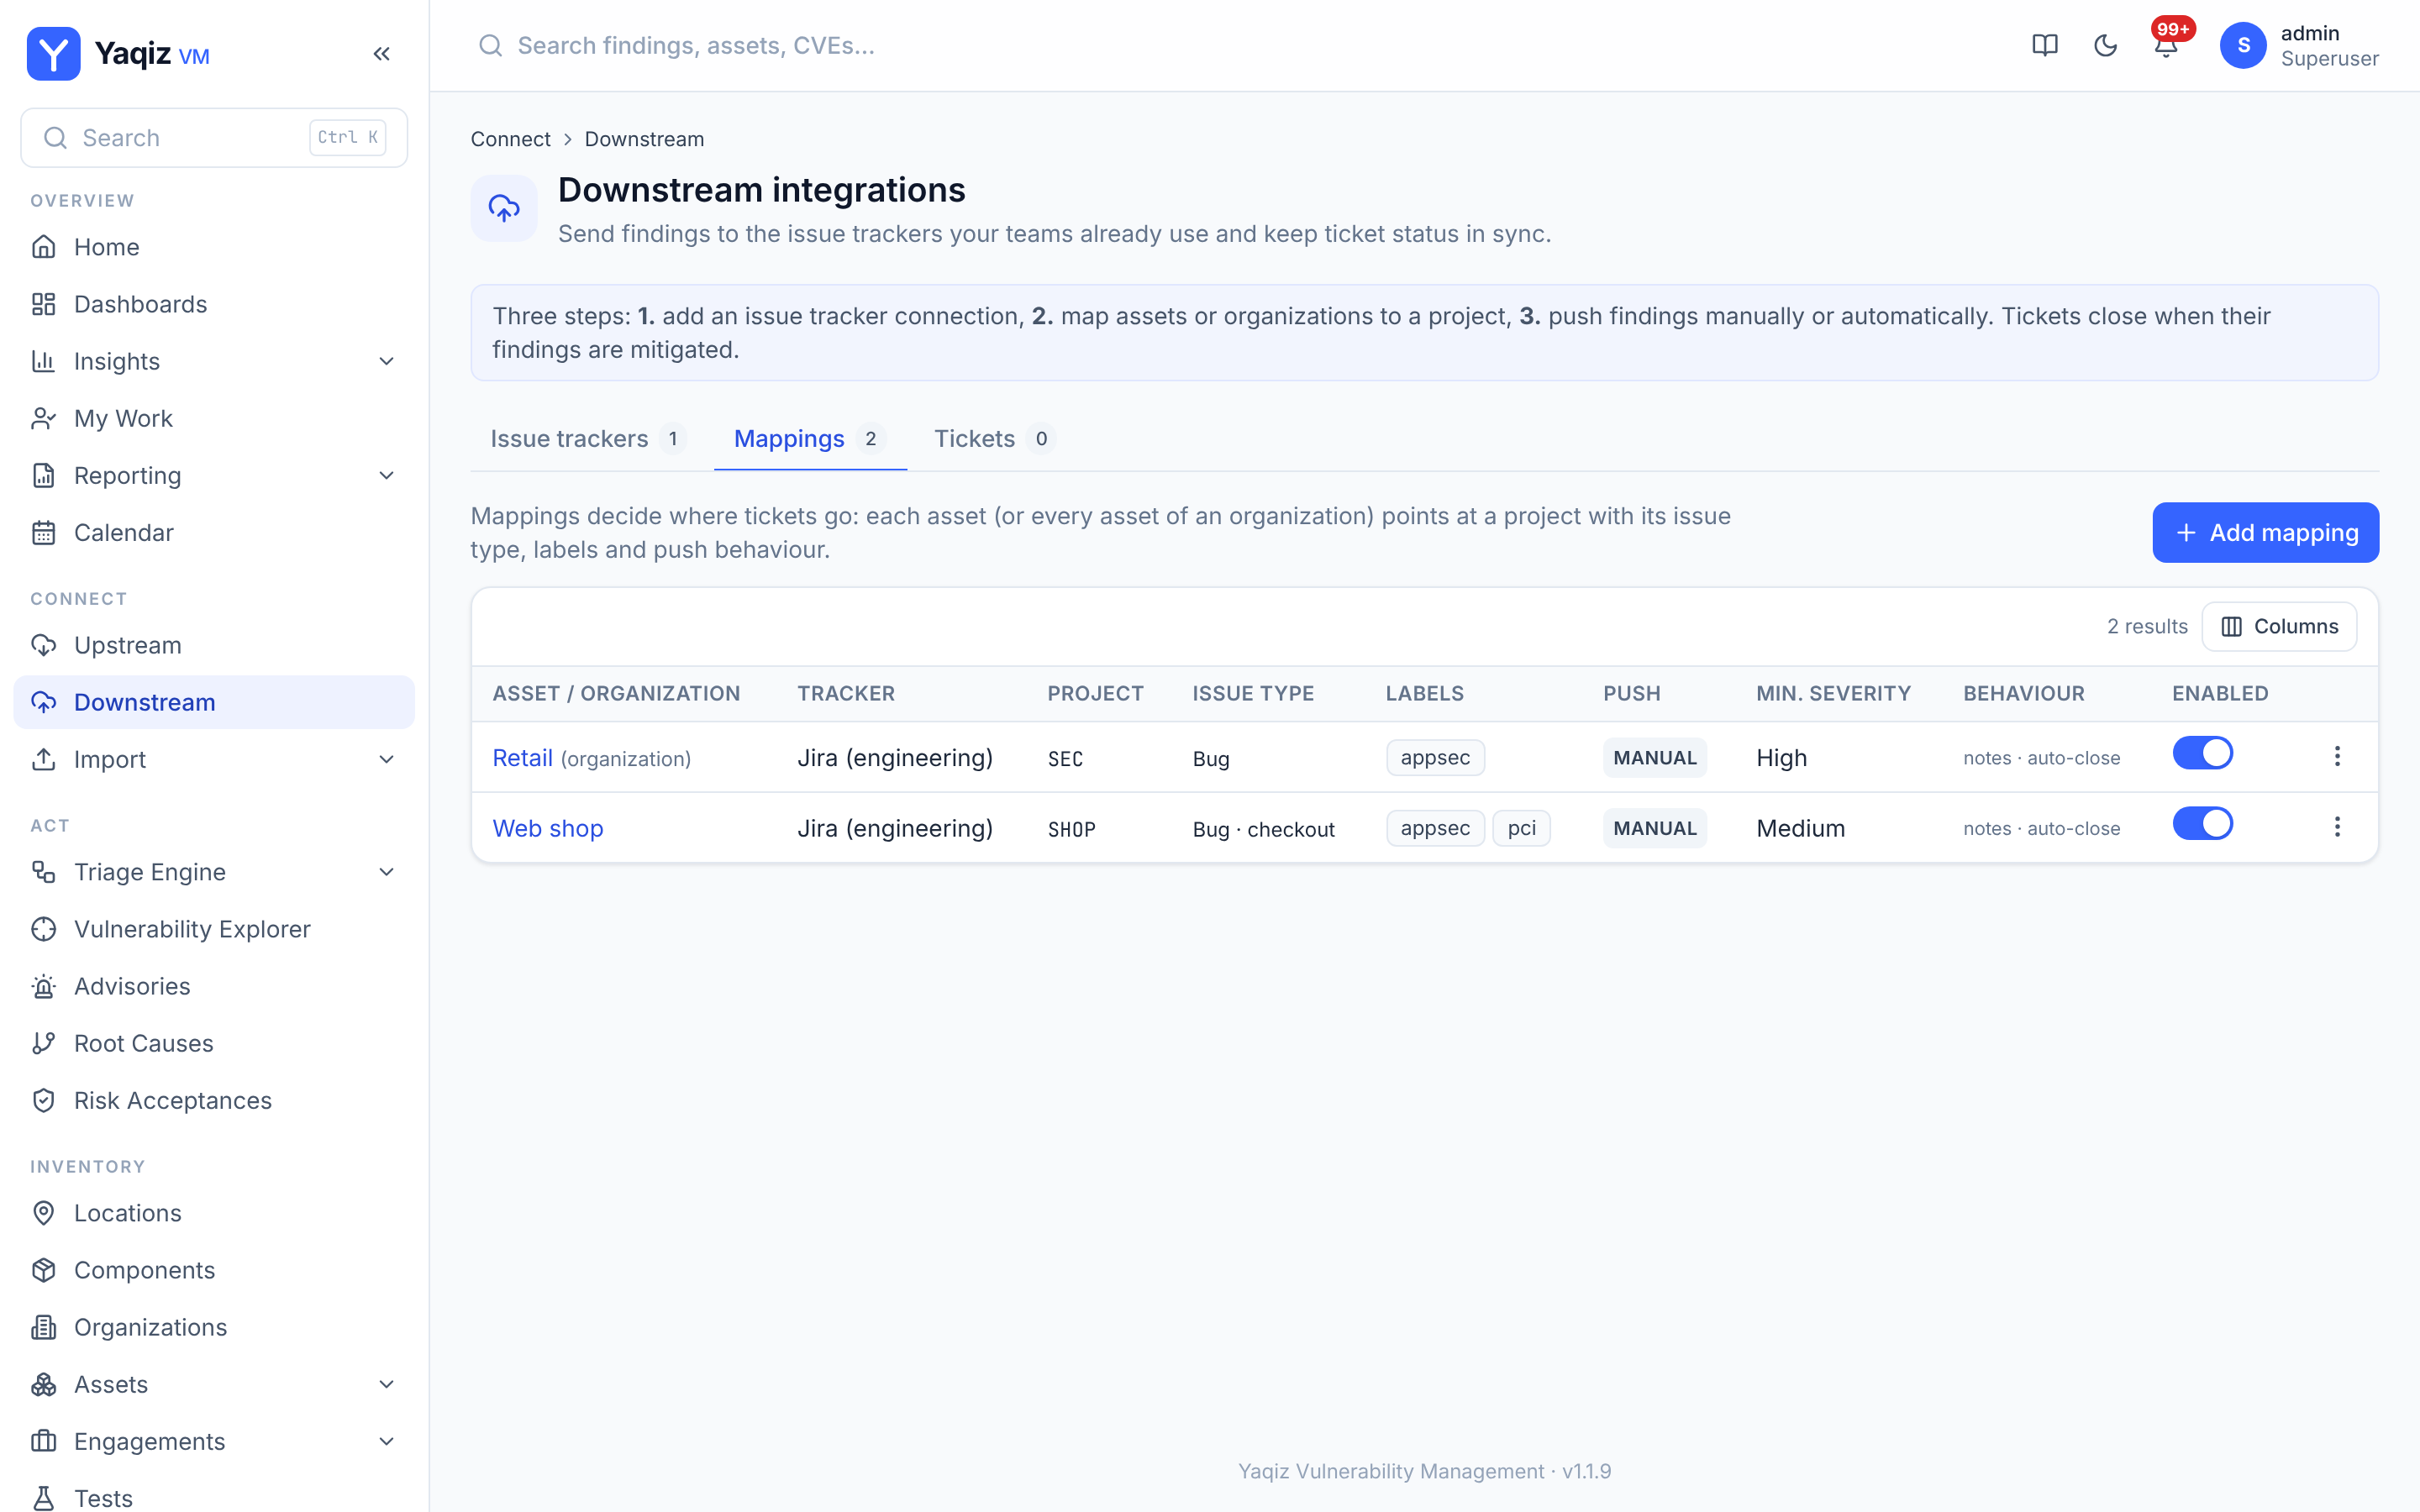 Yaqiz VM
Search
Ctrl K
OVERVIEW
Home
Dashboards
Insights
My Work
Reporting
Calendar
CONNECT
Upstream
Downstream
Import
ACT
Triage Engine
Vulnerability Explorer
Advisories
Root Causes
Risk Acceptances
INVENTORY
Locations
Components
Organizations
Assets
Engagements
Tests
Search findings, assets, CVEs...
99+
S
admin
Superuser
Connect > Downstream
Downstream integrations
Send findings to the issue trackers your teams already use and keep ticket status in sync.
Three steps: 1. add an issue tracker connection, 2. map assets or organizations to a project, 3. push findings manually or automatically. Tickets close when their
findings are mitigated.
Issue trackers 1 Mappings 2 Tickets 0
Mappings decide where tickets go: each asset (or every asset of an organization) points at a project with its issue
type, labels and push behaviour.
Add mapping
2 results Columns
ASSET / ORGANIZATION TRACKER PROJECT ISSUE TYPE LABELS PUSH MIN. SEVERITY BEHAVIOUR ENABLED
Retail (organization) Jira (engineering) SEC Bug appsec MANUAL High notes · auto-close
Web shop Jira (engineering) SHOP Bug · checkout appsec pci MANUAL Medium notes · auto-close
Yaqiz Vulnerability Management · v1.1.9